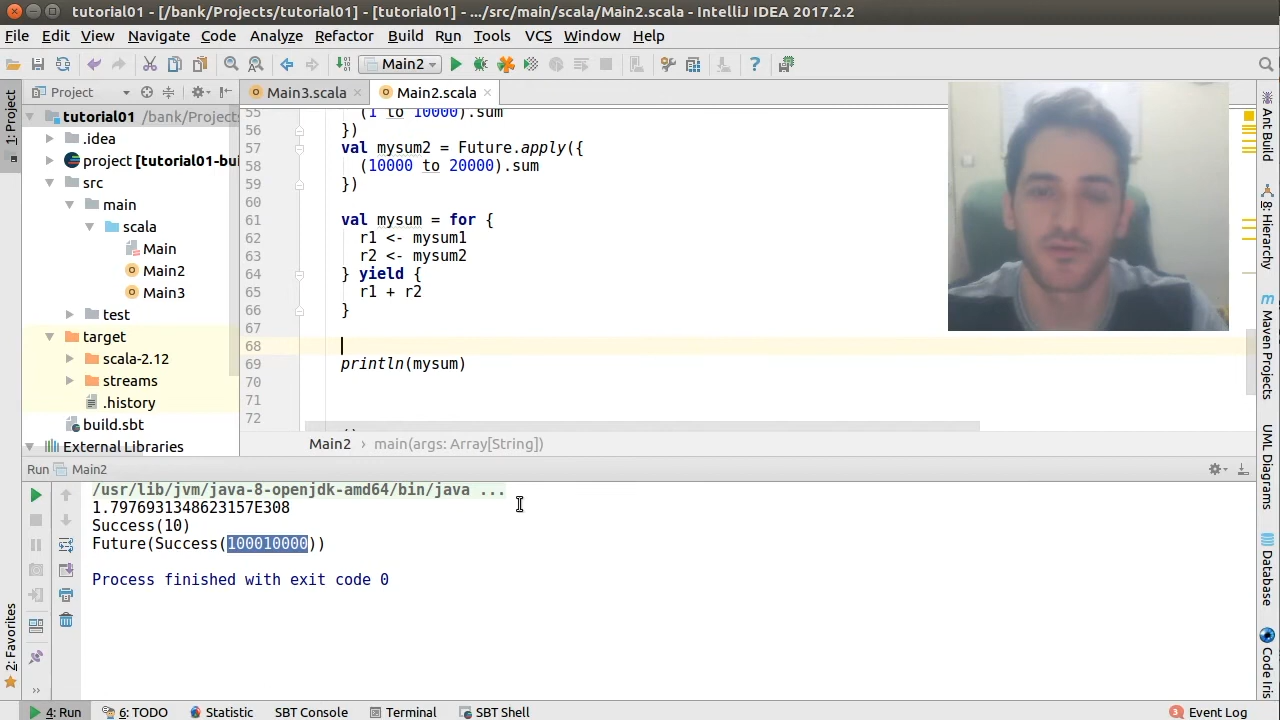 tutorial01 - [/bank/Projects/tutorial01] - [tutorial01] - .../src/main/scala/Main2.scala - IntelliJ IDEA 2017.2.2
File Edit View Navigate Code Analyze Refactor Build Run Tools VCS Window Help
Main2
Project
Main3.scala
Main2.scala
1: Project
2: Favorites
tutorial01 /bank/Project
.idea
project [tutorial01-bu
src
main
scala
Main
Main2
Main3
test
target
scala-2.12
streams
.history
build.sbt
External Libraries
55 (1 to 10000).sum
56 })
57 val mysum2 = Future.apply({
58 (10000 to 20000).sum
59 })
60
61 val mysum = for {
62 r1 <- mysum1
63 r2 <- mysum2
64 } yield {
65 r1 + r2
66 }
67
68
69 println(mysum)
70
71
72
Main2 › main(args: Array[String])
Ant Build
8: Hierarchy
m Maven Projects
UML Diagrams
Database
Code Iris
Run Main2
/usr/lib/jvm/java-8-openjdk-amd64/bin/java ...
1.7976931348623157E308
Success(10)
Future(Success(100010000))
Process finished with exit code 0
4: Run 6: TODO Statistic SBT Console Terminal SBT Shell 3 Event Log